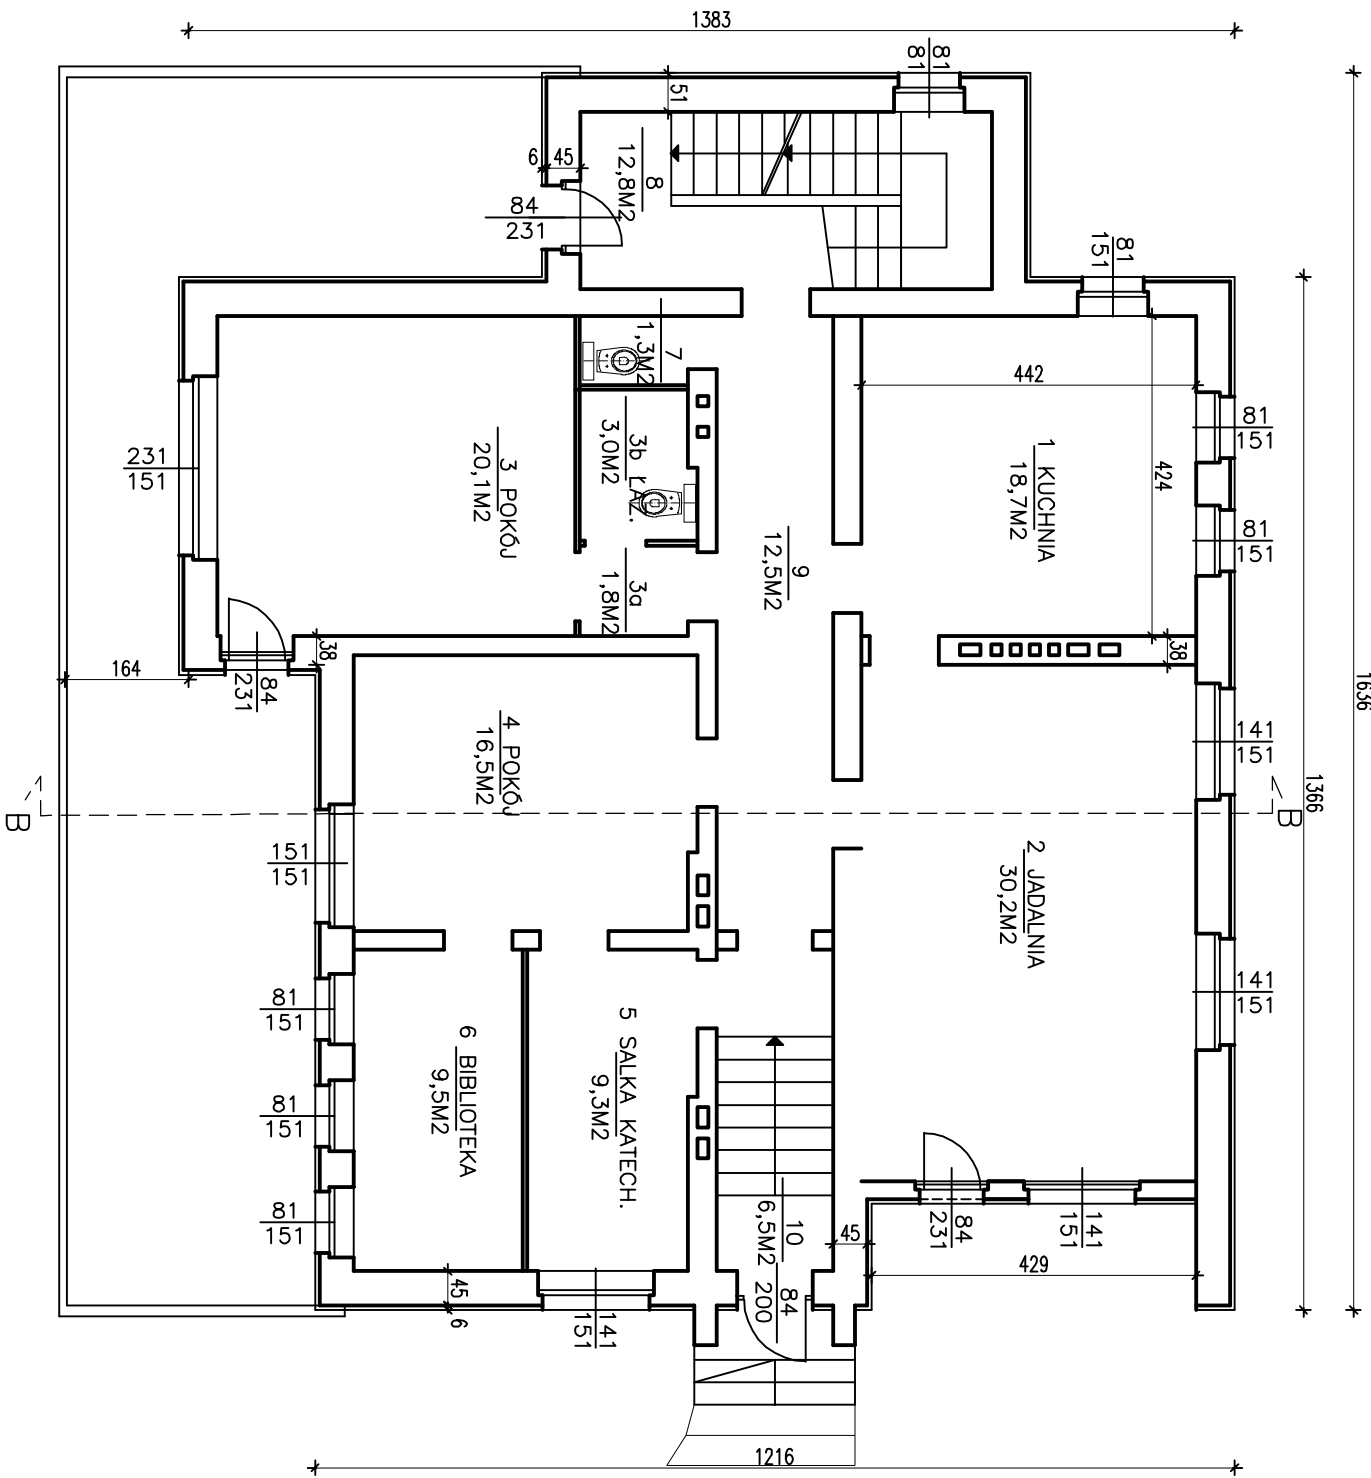 1383
1636
1366
51
81
81
6
45
8
12,8M2
84
231
81
151
7
1,3M2
442
424
81
151
81
151
231
151
3 POKÓJ
20,1M2
3b ŁAZ.
3,0M2
3a
1,8M2
9
12,5M2
1 KUCHNIA
18,7M2
38
38
164
84
231
4 POKÓJ
16,5M2
141
151
B
B
151
151
2 JADALNIA
30,2M2
141
151
81
151
81
151
81
151
6 BIBLIOTEKA
9,5M2
5 SALKA KATECH.
9,3M2
10
6,5M2
84
200
45
84
231
141
151
429
45
6
141
151
1216